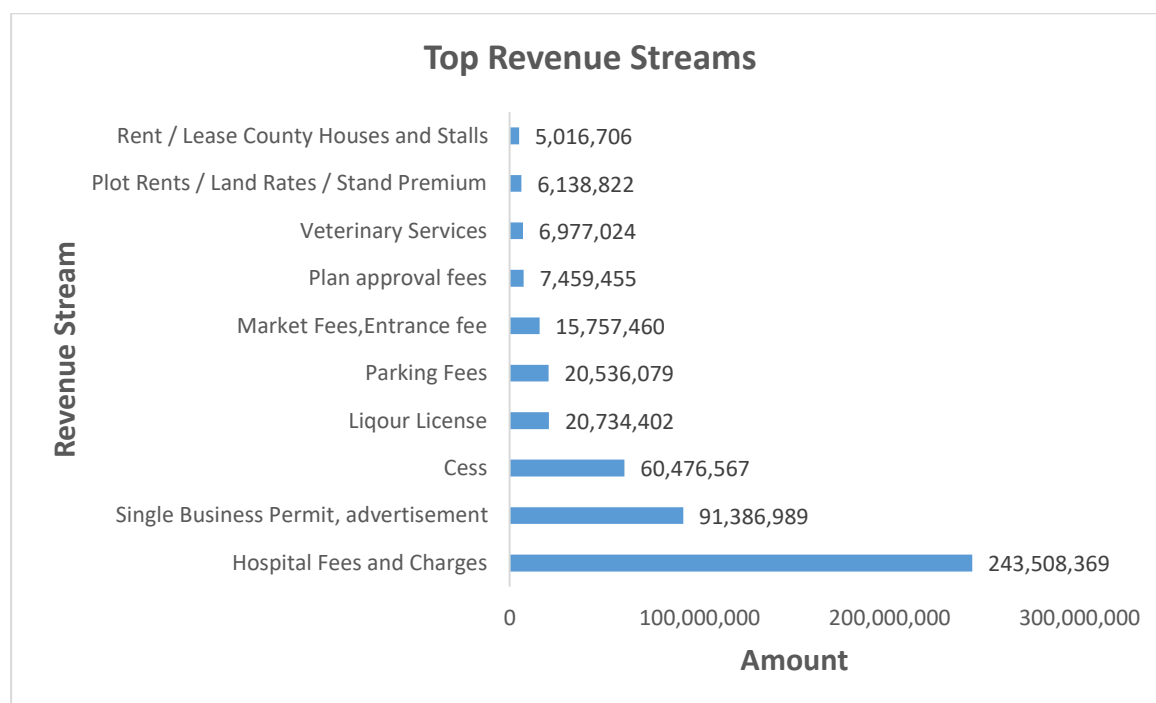 Top Revenue Streams
Revenue Stream
Rent / Lease County Houses and Stalls 5,016,706
Plot Rents / Land Rates / Stand Premium 6,138,822
Veterinary Services 6,977,024
Plan approval fees 7,459,455
Market Fees,Entrance fee 15,757,460
Parking Fees 20,536,079
Liqour License 20,734,402
Cess 60,476,567
Single Business Permit, advertisement 91,386,989
Hospital Fees and Charges 243,508,369
0 100,000,000 200,000,000 300,000,000
Amount